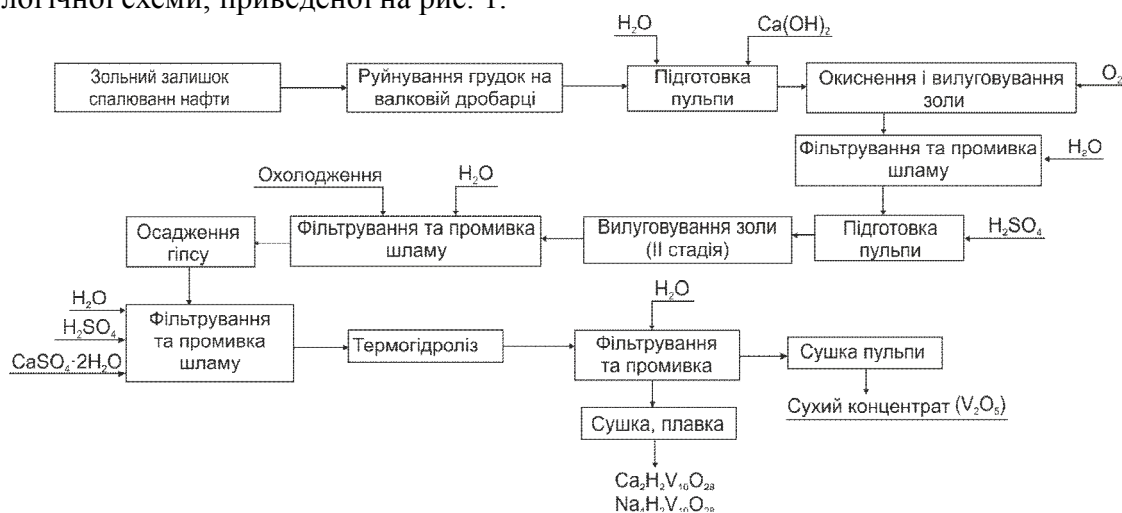 логічної схеми, приведеної на рис. 1.
H₂O
Ca(OH)₂
Зольний залишок
спалюванн нафти
Руйнування грудок на
валковій дробарці
Підготовка
пульпи
Окиснення і вилуговування
золи
O₂
Фільтрування та промивка
шламу
H₂O
Охолодження
H₂O
Осадження
гіпсу
Фільтрування та промивка
шламу
Вилуговування золи
(II стадія)
Підготовка
пульпи
H₂SO₄
H₂O
H₂SO₄
CaSO₄·2H₂O
Фільтрування
та промивка
шламу
Термогідроліз
H₂O
Фільтрування
та промивка
Сушка пульпи
Сухий концентрат (V₂O₅)
Сушка, плавка
Ca₂H₂V₁₀O₂₈
Na₄H₂V₁₀O₂₈